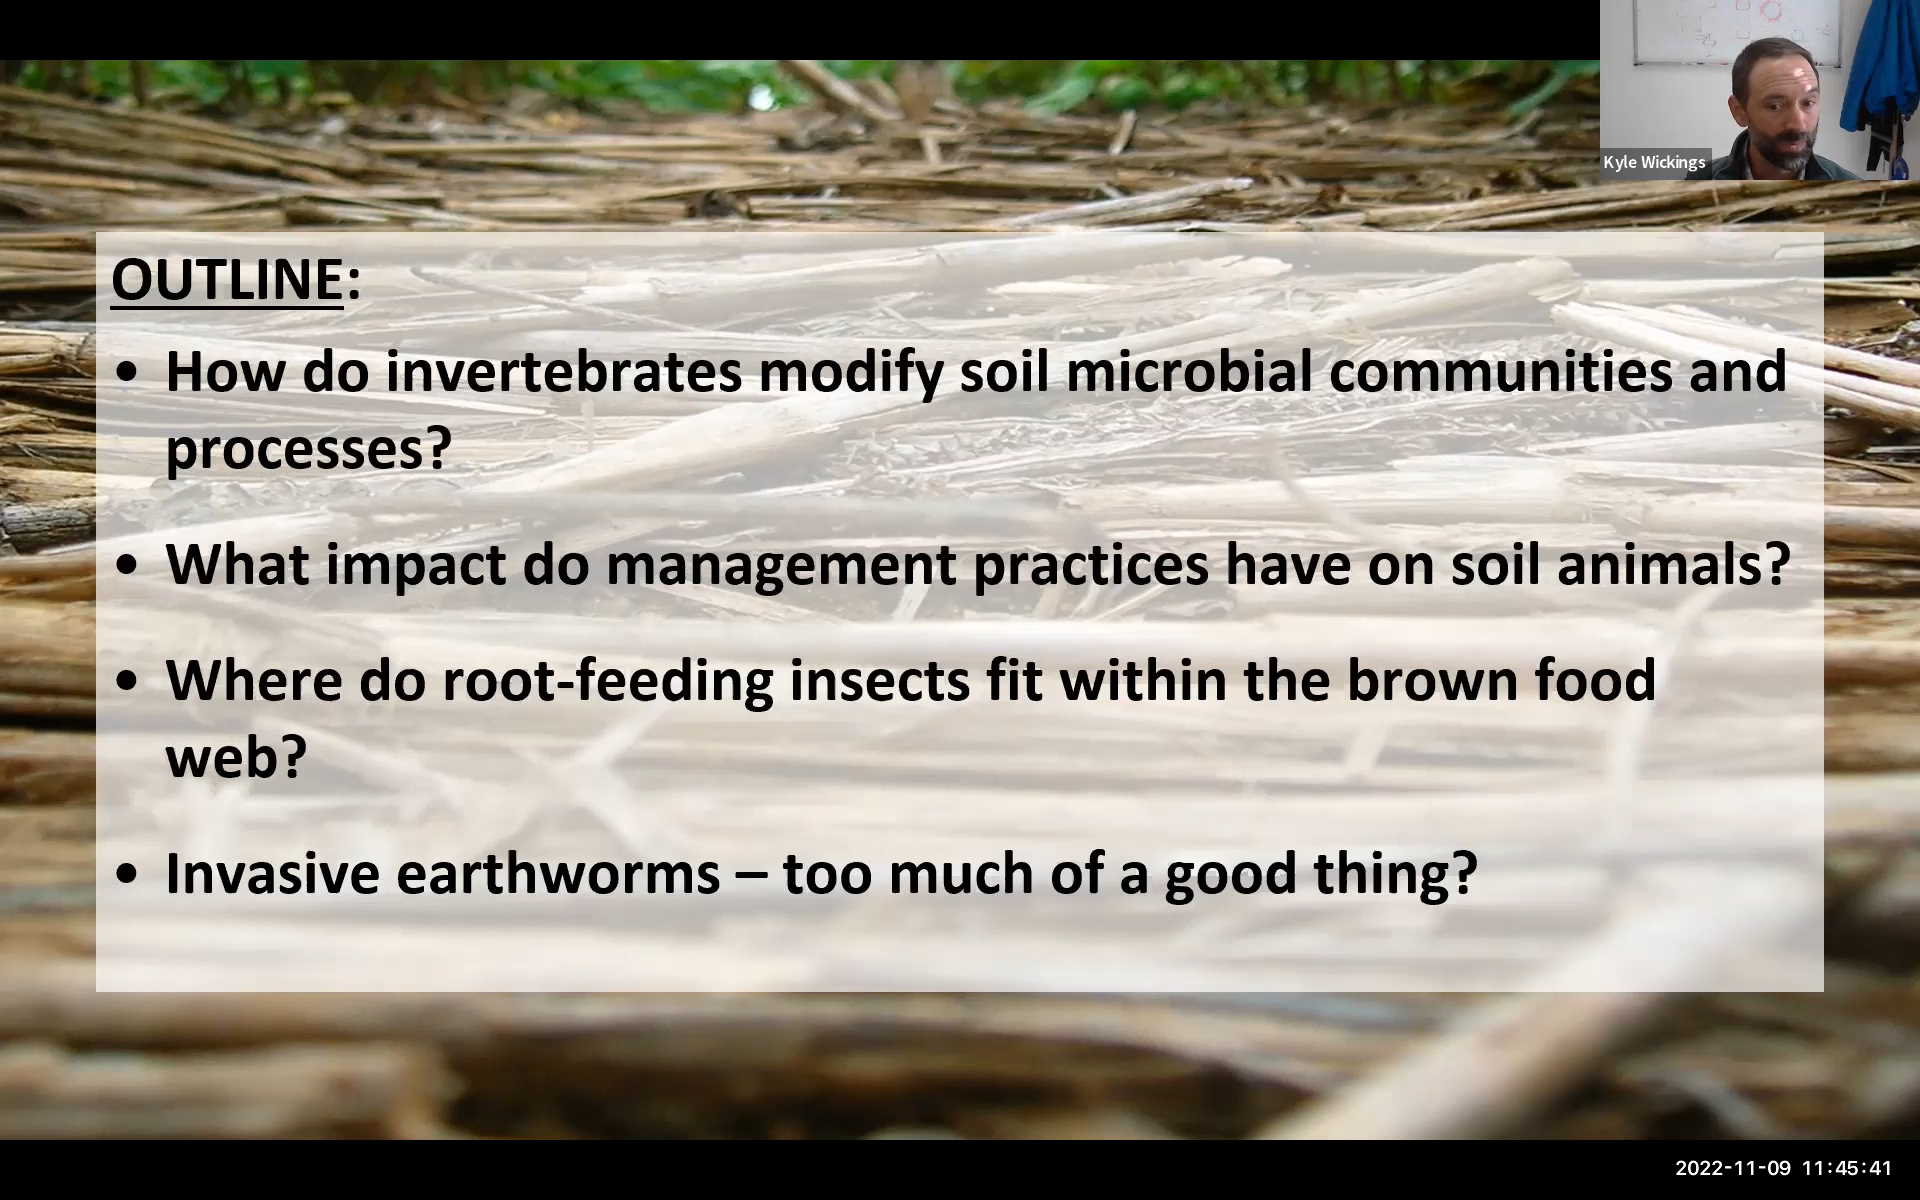 Kyle Wickings
OUTLINE:
• How do invertebrates modify soil microbial communities and
processes?
• What impact do management practices have on soil animals?
• Where do root-feeding insects fit within the brown food
web?
• Invasive earthworms – too much of a good thing?
2022-11-09 11:45:41